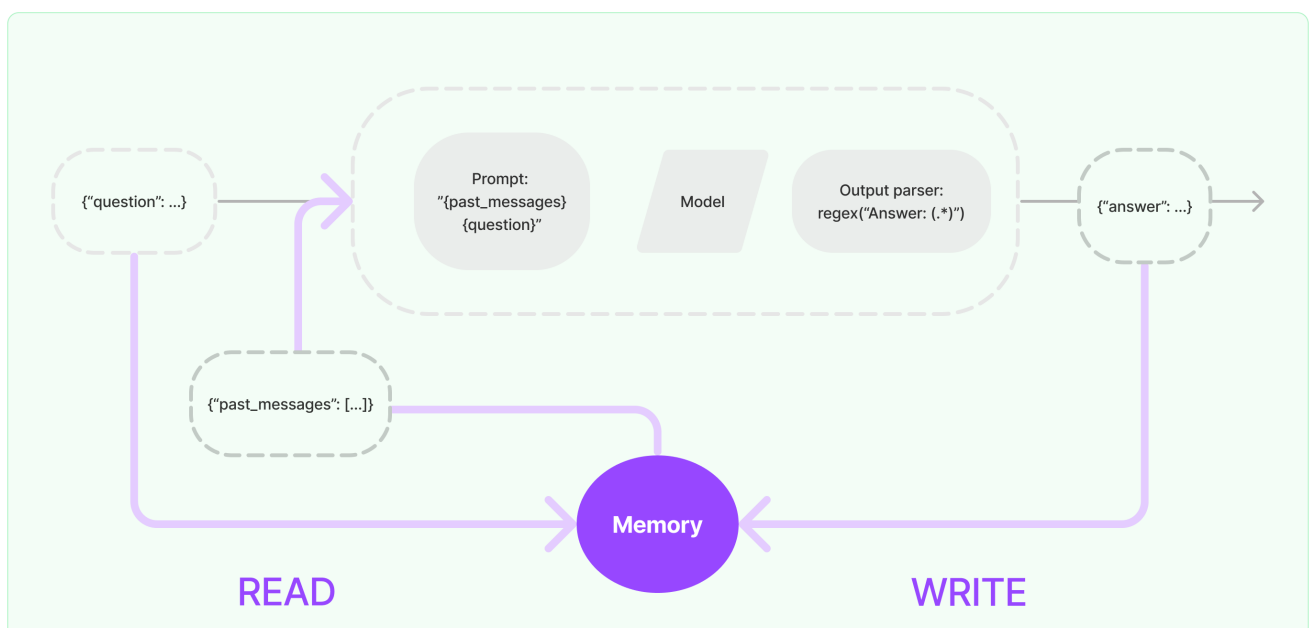 {“question”: ...}
Prompt:
”{past_messages}
{question}”
Model
Output parser:
regex(“Answer: (.*)”)
{“answer”: ...}
{“past_messages”: [...]}
Memory
READ
WRITE